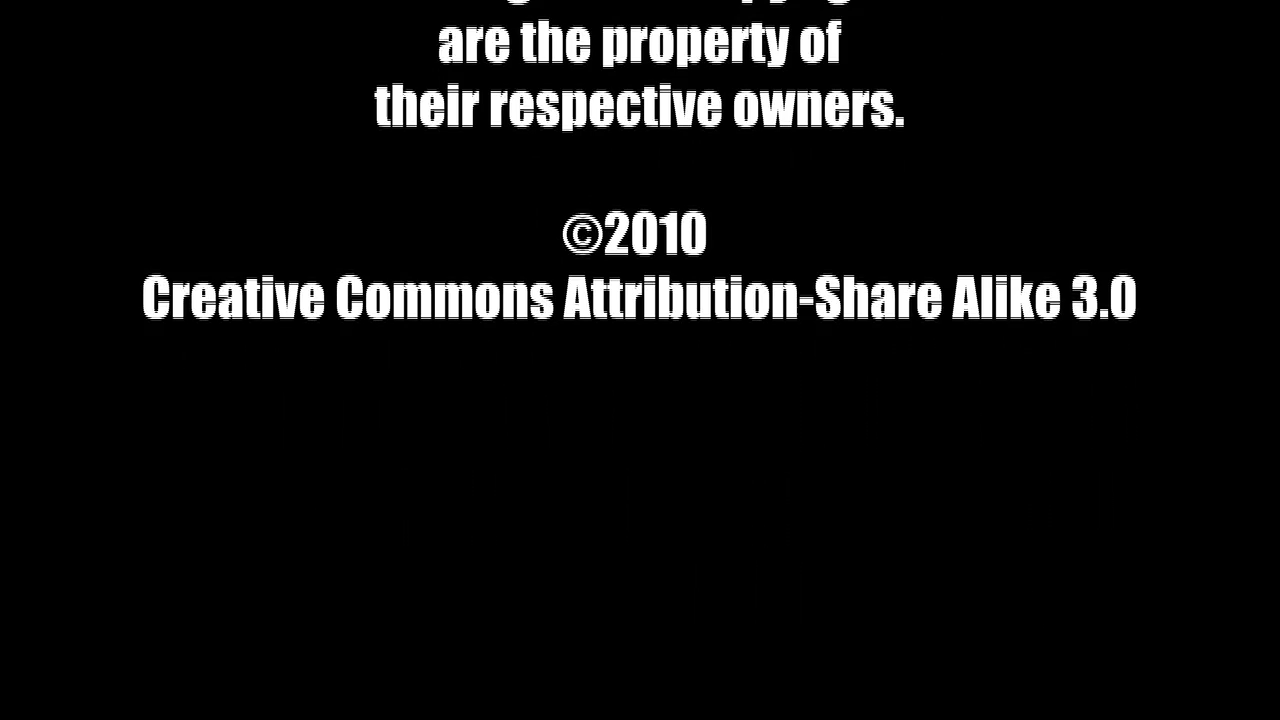 are the property of
their respective owners.
©2010
Creative Commons Attribution-Share Alike 3.0